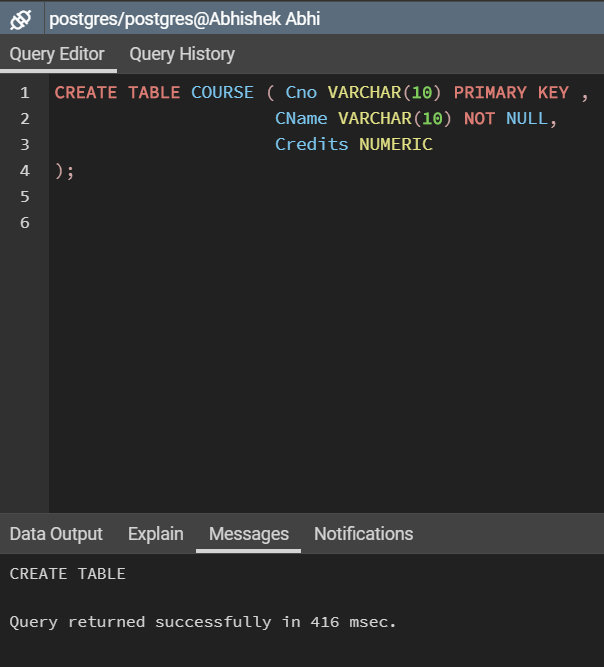 postgres/postgres@Abhishek Abhi
Query Editor Query History
1 CREATE TABLE COURSE ( Cno VARCHAR(10) PRIMARY KEY ,
2 CName VARCHAR(10) NOT NULL,
3 Credits NUMERIC
4 );
5
6
Data Output Explain Messages Notifications
CREATE TABLE
Query returned successfully in 416 msec.